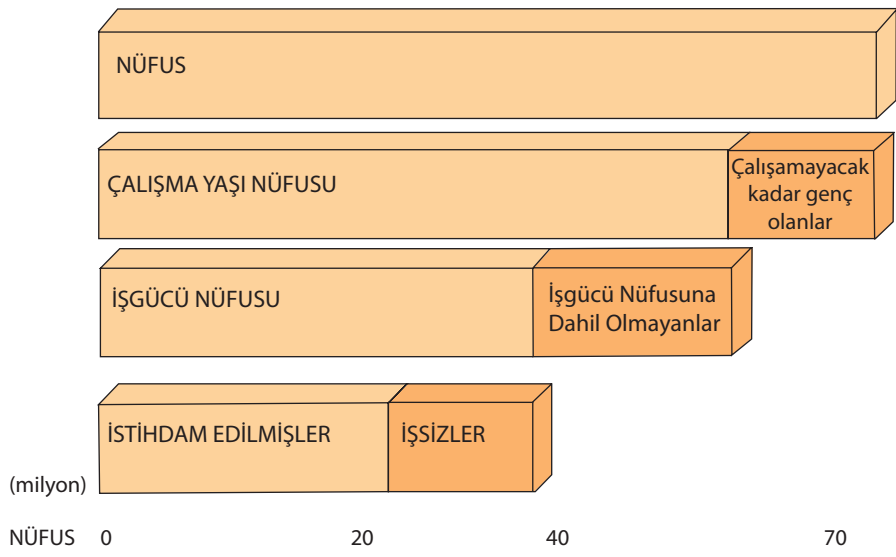 NÜFUS
ÇALIŞMA YAŞI NÜFUSU
Çalışamayacak
kadar genç
olanlar
İŞGÜCÜ NÜFUSU
İşgücü Nüfusuna
Dahil Olmayanlar
İSTİHDAM EDİLMİŞLER
İŞSİZLER
(milyon)
NÜFUS 0 20 40 70